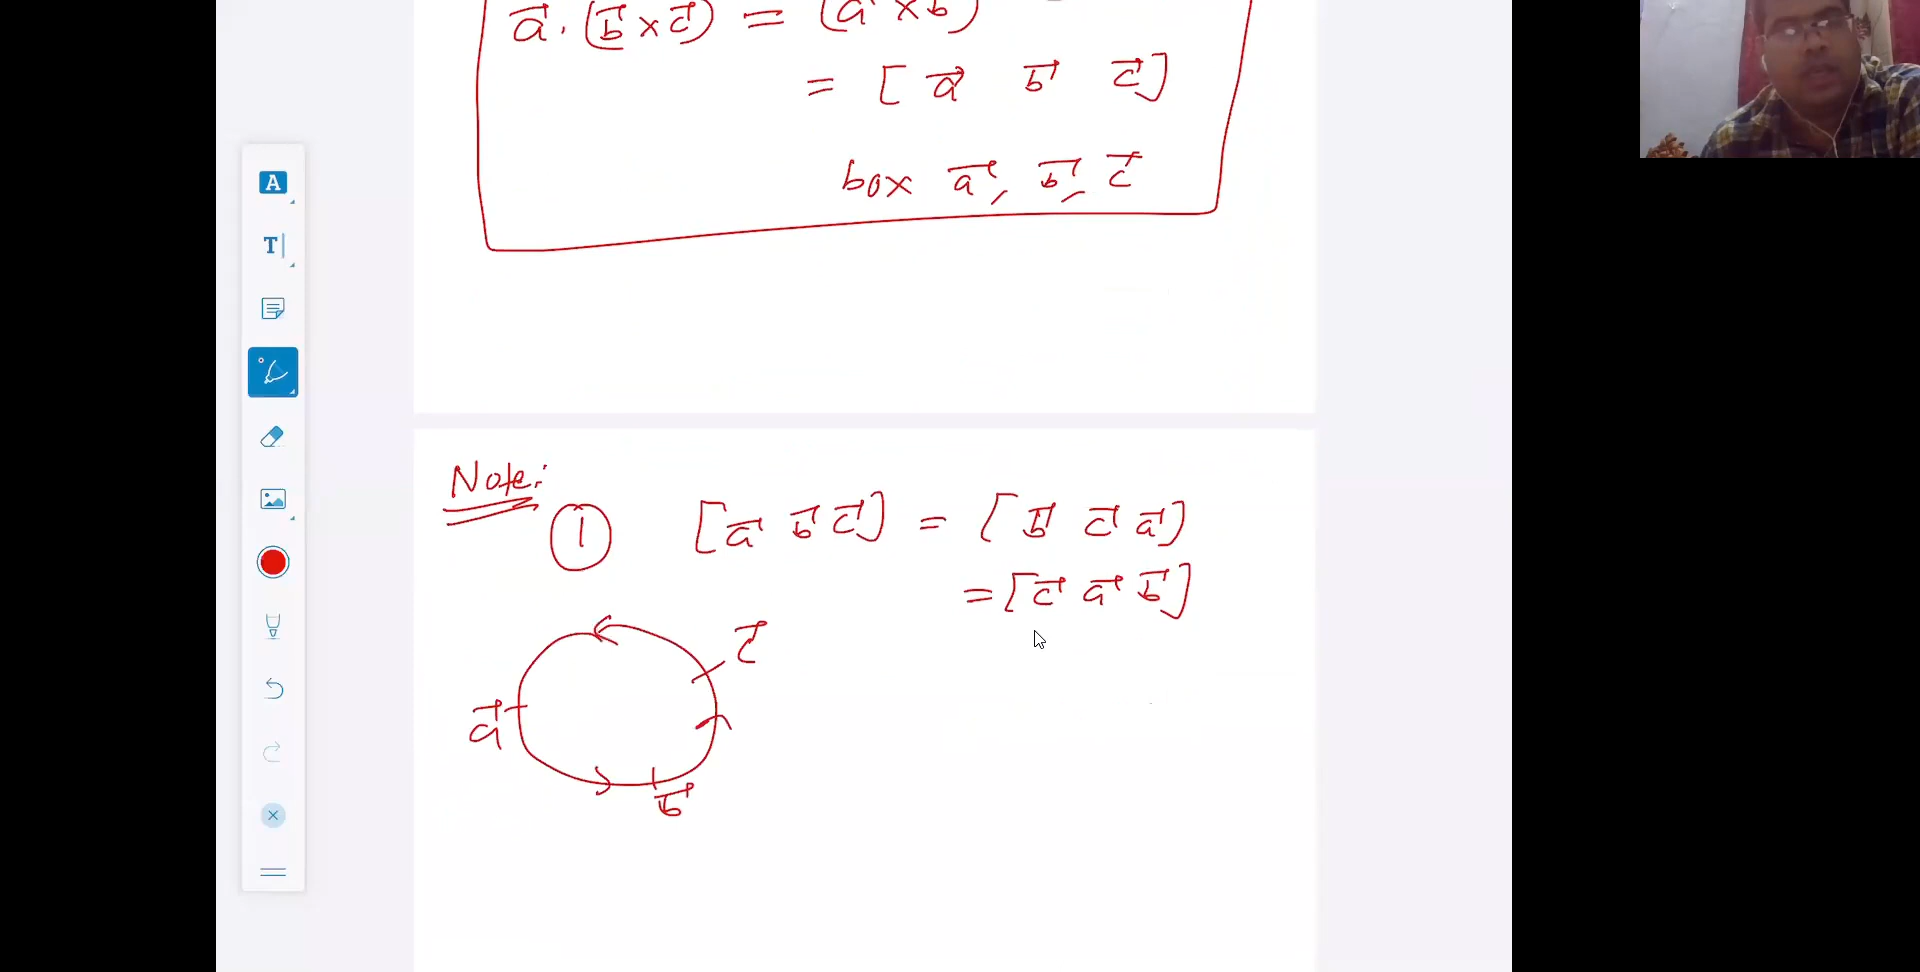 a⃗ . (b⃗ × c⃗) = (a⃗ × b⃗)
= [a⃗ b⃗ c⃗]
box a⃗, b⃗, c⃗
Note:
① [a⃗ b⃗ c⃗] = [b⃗ c⃗ a⃗]
= [c⃗ a⃗ b⃗]
c⃗
a⃗
b⃗
A
T